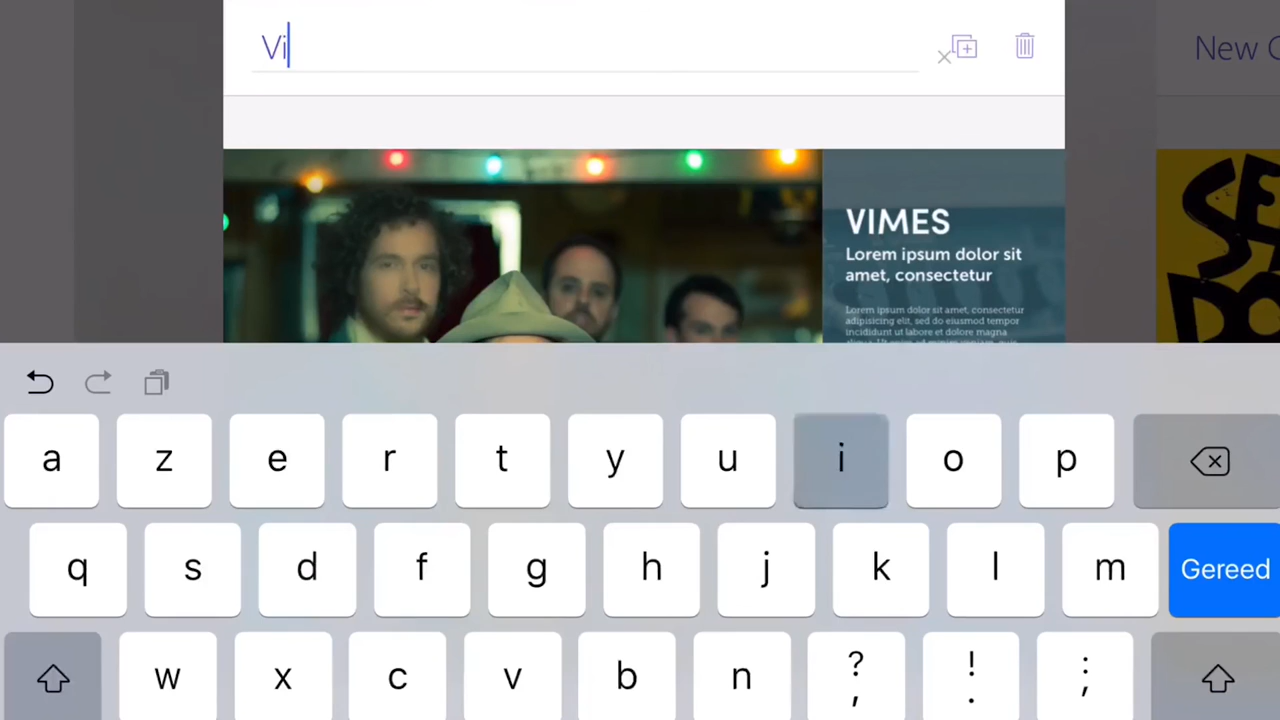 Vi
New
VIMES
Lorem ipsum dolor sit
amet, consectetur
Lorem ipsum dolor sit amet, consectetur
adipisicing elit, sed do eiusmod tempor
incididunt ut labore et dolore magna
a z e r t y u i o p
q s d f g h j k l m Gereed
w x c v b n ? , ! . : ,